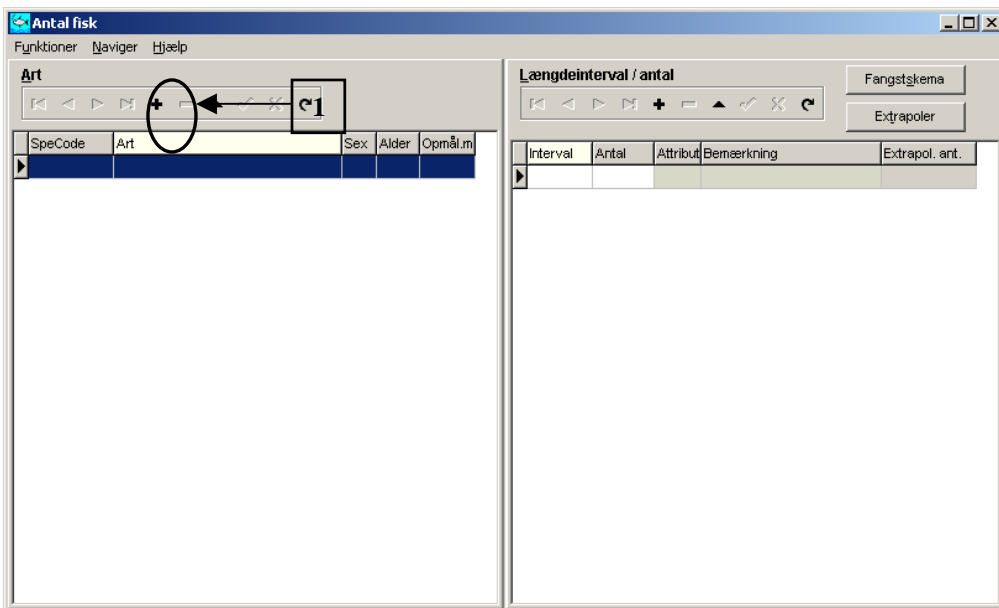 Antal fisk
Funktioner Naviger Hjælp
Art
1
SpeCode Art Sex Alder Opmål.m
Længdeinterval / antal
Fangstskema
Extrapoler
Interval Antal Attribut Bemærkning Extrapol. ant.